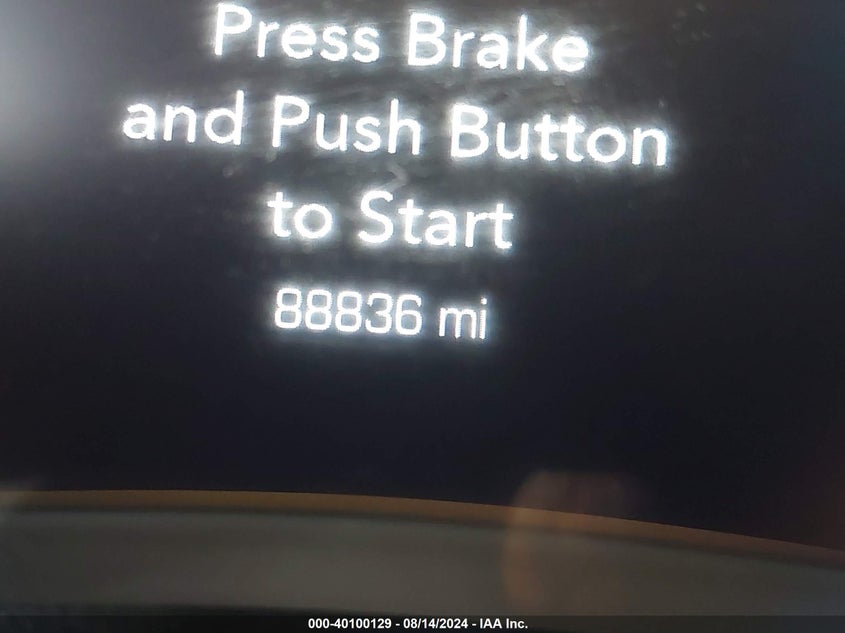 Press Brake
and Push Button
to Start
88836 mi
000-40100129 - 08/14/2024 - IAA Inc.